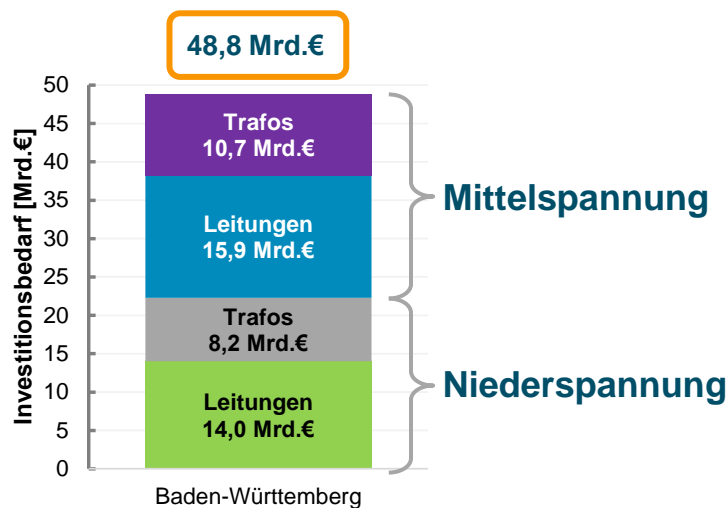 48,8 Mrd.€
Investitionsbedarf [Mrd.€]
50
45
40
35
30
25
20
15
10
5
0
Trafos
10,7 Mrd.€
Leitungen
15,9 Mrd.€
Trafos
8,2 Mrd.€
Leitungen
14,0 Mrd.€
Mittelspannung
Niederspannung
Baden-Württemberg